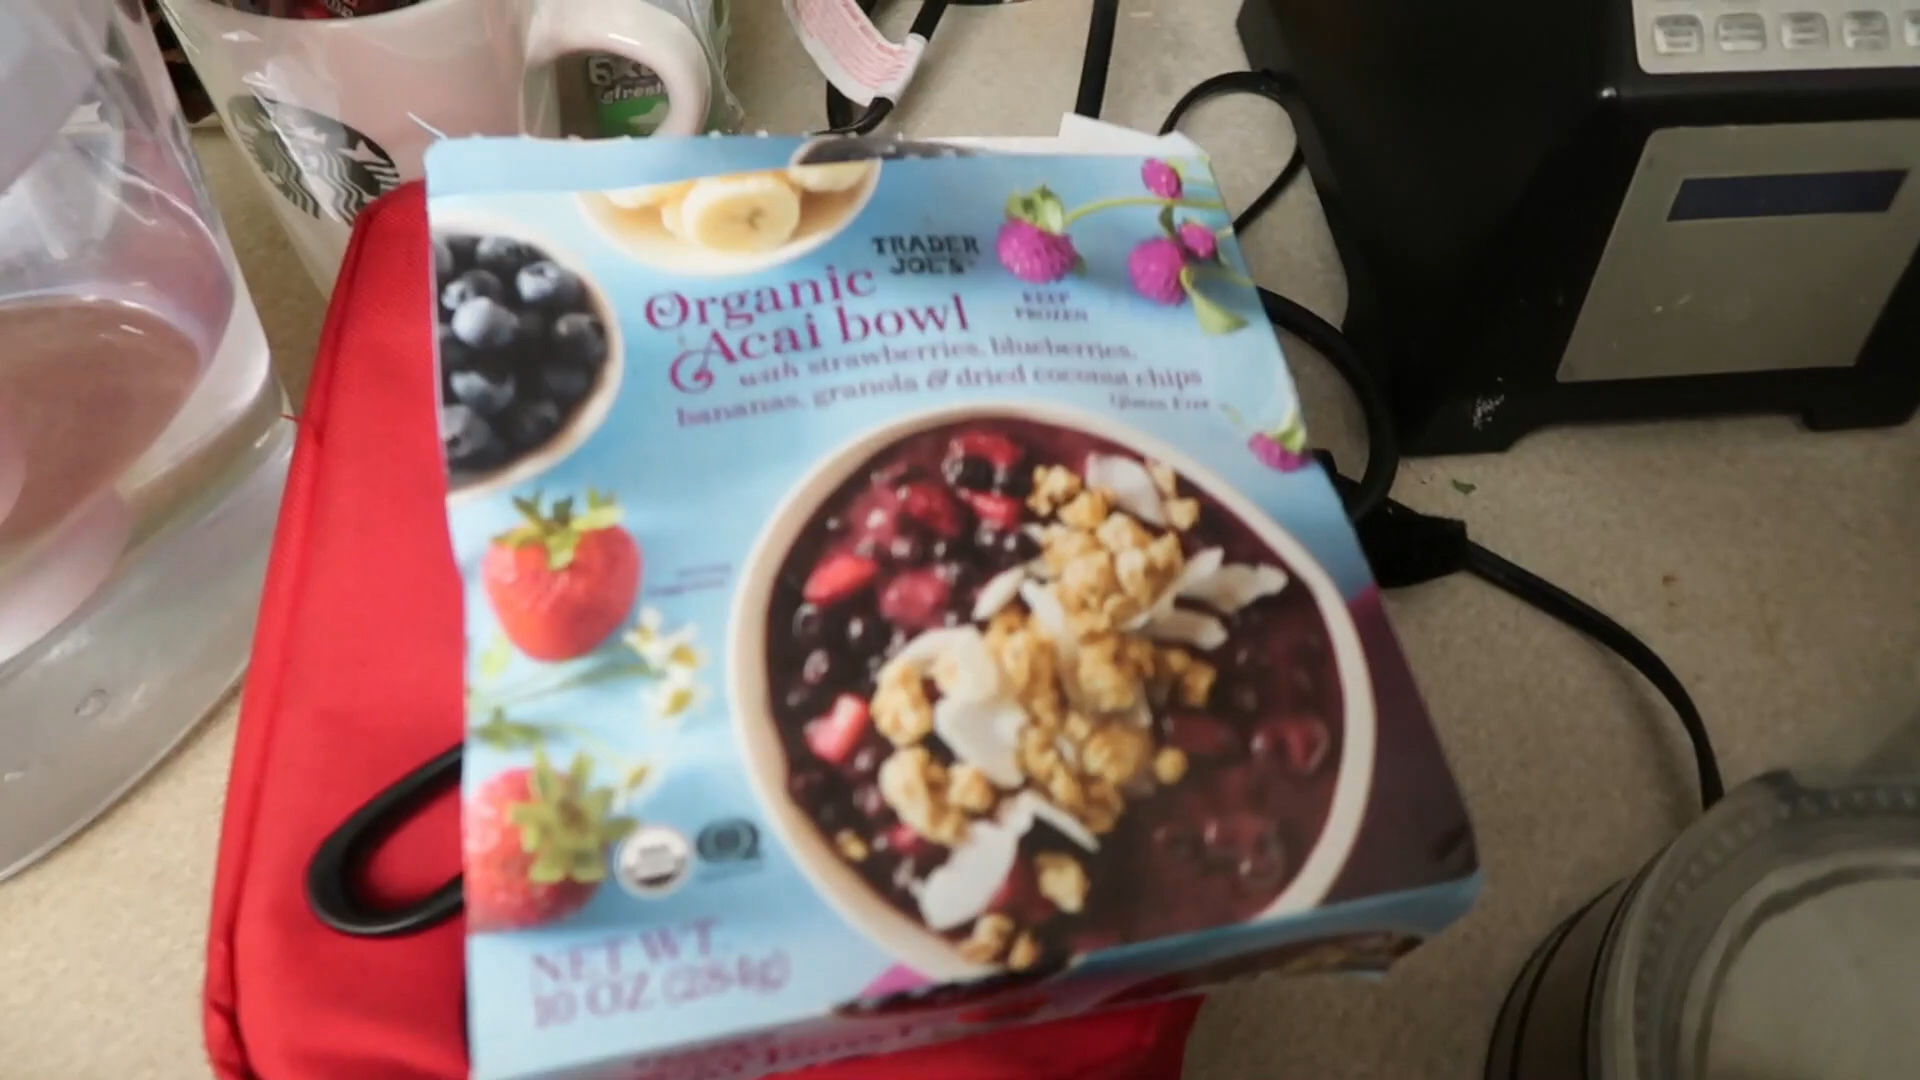 TRADER
JOE'S
Organic
Acai bowl
KEEP
FROZEN
with strawberries, blueberries,
bananas, granola & dried coconut chips
Gluten Free
NET WT.
10 OZ (284g)